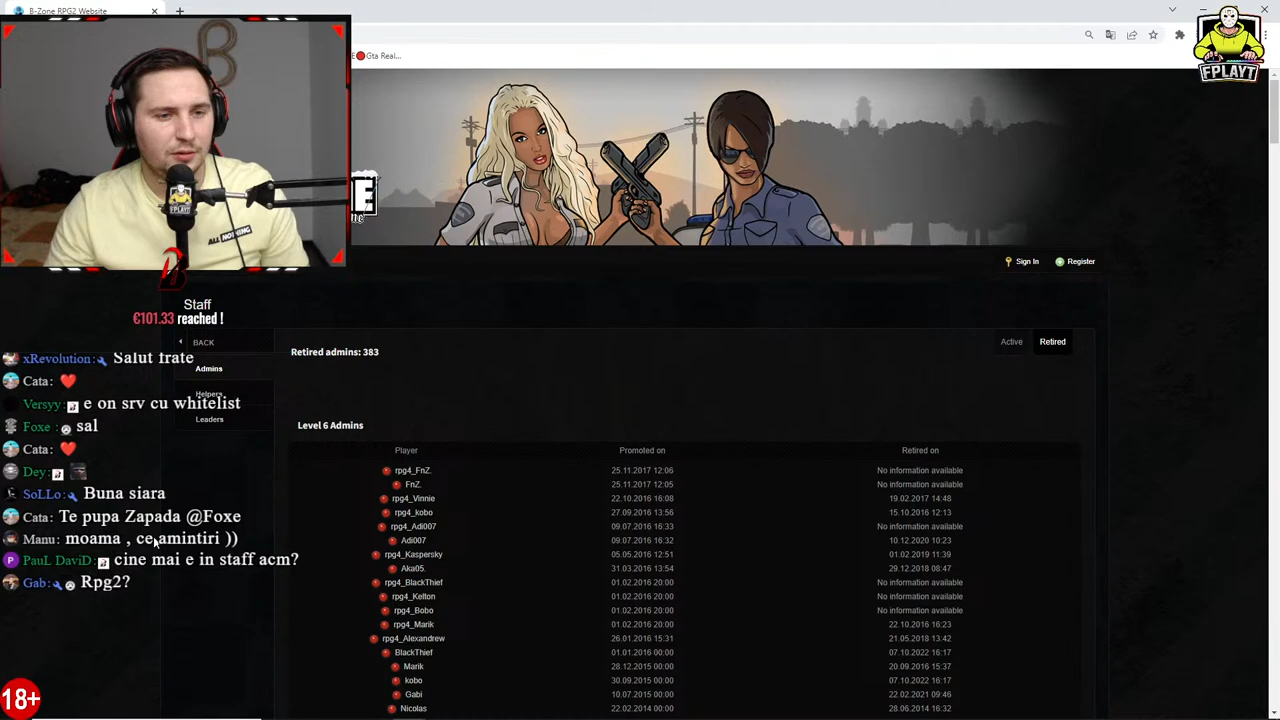 B-Zone RPG2 Website
Gta Real...
FPLAYT
ALL NOTHING
Sign In
Register
Staff
€101.33 reached !
BACK
Admins
Helpers
Leaders
Retired admins: 383
Active
Retired
Level 6 Admins
Player Promoted on Retired on
rpg4_FnZ. 25.11.2017 12:06 No information available
FnZ. 25.11.2017 12:05 No information available
rpg4_Vinnie 22.10.2016 16:08 19.02.2017 14:48
rpg4_kobo 27.09.2016 13:56 15.10.2016 12:13
rpg4_Adi007 09.07.2016 16:33 No information available
Adi007 09.07.2016 16:32 10.12.2020 10:23
rpg4_Kaspersky 05.05.2016 12:51 01.02.2019 11:39
Aka05. 31.03.2016 13:54 29.12.2018 08:47
rpg4_BlackThief 01.02.2016 20:00 No information available
rpg4_Kelton 01.02.2016 20:00 No information available
rpg4_Bobo 01.02.2016 20:00 No information available
rpg4_Marik 01.02.2016 20:00 22.10.2016 16:23
rpg4_Alexandrew 26.01.2016 15:31 21.05.2018 13:42
BlackThief 01.01.2016 00:00 07.10.2022 16:17
Marik 28.12.2015 00:00 20.09.2016 15:37
kobo 30.09.2015 00:00 07.10.2022 16:17
Gabi 10.07.2015 00:00 22.02.2021 09:46
Nicolas 22.02.2014 00:00 28.06.2014 16:32
xRevolution: Salut frate
Cata: ❤️
Versyy: e on srv cu whitelist
Foxe : sal
Cata: ❤️
Dey:
SoLLo: Buna siara
Cata: Te pupa Zapada @Foxe
Manu: moama , ce amintiri ))
PauL DaviD: cine mai e in staff acm?
Gab: Rpg2?
18+